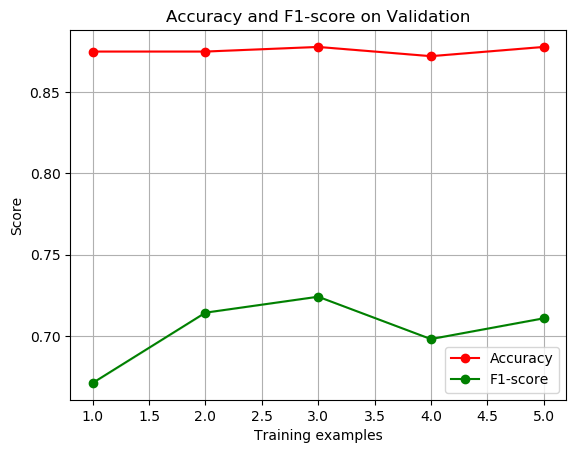 Accuracy and F1-score on Validation
Score
0.85
0.80
0.75
0.70
Accuracy
F1-score
1.0 1.5 2.0 2.5 3.0 3.5 4.0 4.5 5.0
Training examples